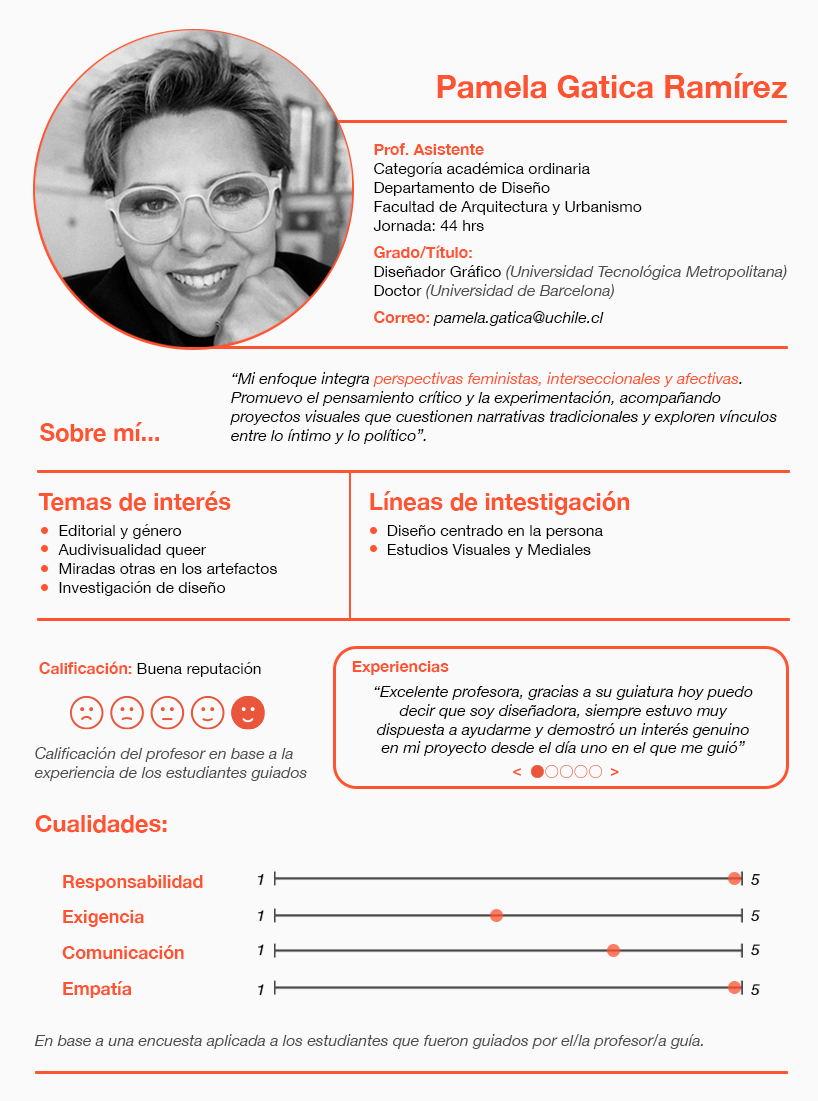 Pamela Gatica Ramírez
Prof. Asistente
Categoría académica ordinaria
Departamento de Diseño
Facultad de Arquitectura y Urbanismo
Jornada: 44 hrs
Grado/Título:
Diseñador Gráfico (Universidad Tecnológica Metropolitana)
Doctor (Universidad de Barcelona)
Correo: pamela.gatica@uchile.cl
Sobre mí...
“Mi enfoque integra perspectivas feministas, interseccionales y afectivas.
Promuevo el pensamiento crítico y la experimentación, acompañando
proyectos visuales que cuestionen narrativas tradicionales y exploren vínculos
entre lo íntimo y lo político”.
Temas de interés
Editorial y género
Audivisualidad queer
Miradas otras en los artefactos
Investigación de diseño
Líneas de intestigación
Diseño centrado en la persona
Estudios Visuales y Mediales
Calificación: Buena reputación
Calificación del profesor en base a la
experiencia de los estudiantes guiados
Experiencias
“Excelente profesora, gracias a su guiatura hoy puedo
decir que soy diseñadora, siempre estuvo muy
dispuesta a ayudarme y demostró un interés genuino
en mi proyecto desde el día uno en el que me guió”
< >
Cualidades:
Responsabilidad 1 5
Exigencia 1 5
Comunicación 1 5
Empatía 1 5
En base a una encuesta aplicada a los estudiantes que fueron guiados por el/la profesor/a guía.